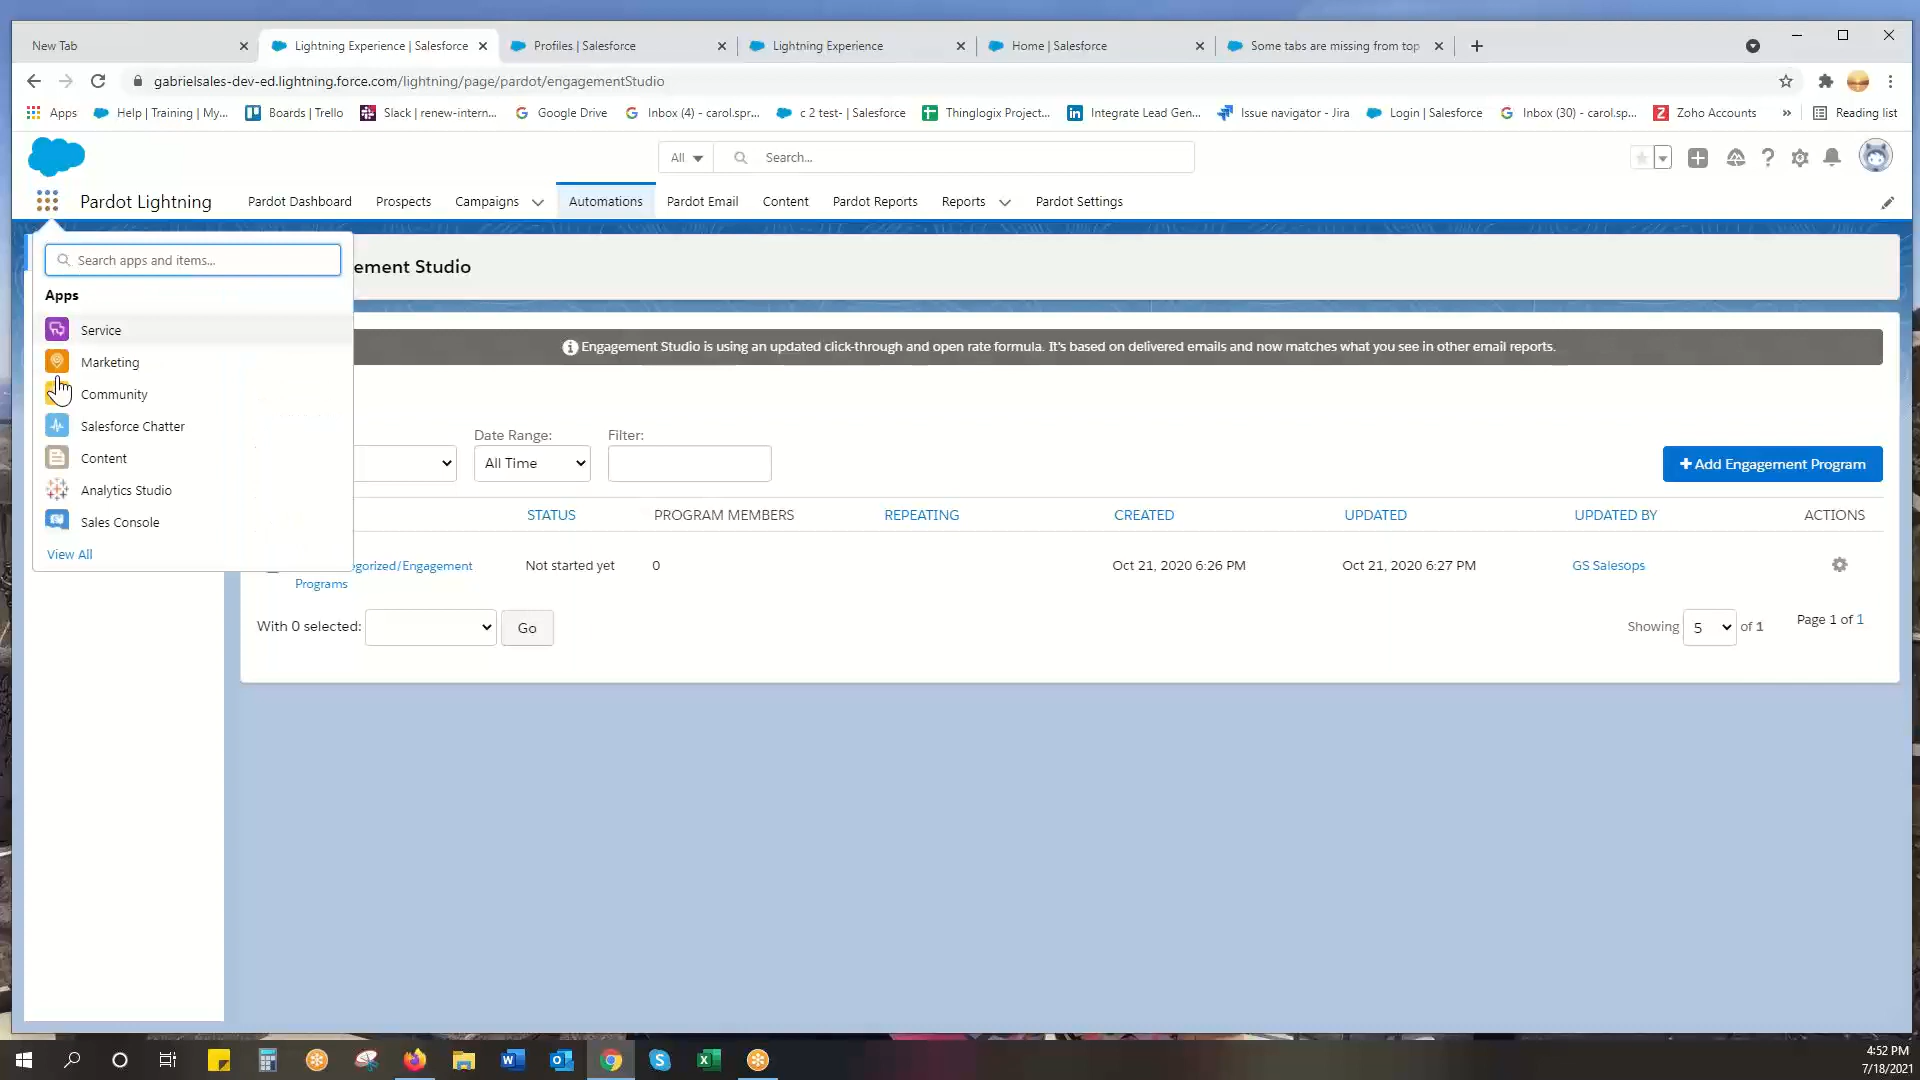 New Tab
Lightning Experience | Salesforce
Profiles | Salesforce
Lightning Experience
Home | Salesforce
Some tabs are missing from top
gabrielsales-dev-ed.lightning.force.com/lightning/page/pardot/engagementStudio
Apps
Help | Training | My...
Boards | Trello
Slack | renew-intern...
Google Drive
Inbox (4) - carol.spr...
c 2 test- | Salesforce
Thinglogix Project...
Integrate Lead Gen...
Issue navigator - Jira
Login | Salesforce
Inbox (30) - carol.sp...
Zoho Accounts
»
Reading list
All
Search...
Pardot Lightning
Pardot Dashboard
Prospects
Campaigns
Automations
Pardot Email
Content
Pardot Reports
Reports
Pardot Settings
Search apps and items...
Apps
Service
Marketing
Community
Salesforce Chatter
Content
Analytics Studio
Sales Console
View All
ement Studio
Engagement Studio is using an updated click-through and open rate formula. It's based on delivered emails and now matches what you see in other email reports.
Date Range:
Filter:
All Time
+ Add Engagement Program
STATUS
PROGRAM MEMBERS
REPEATING
CREATED
UPDATED
UPDATED BY
ACTIONS
egorized/Engagement
Programs
Not started yet
0
Oct 21, 2020 6:26 PM
Oct 21, 2020 6:27 PM
GS Salesops
With 0 selected:
Go
Showing
5
of 1
Page 1 of 1
4:52 PM
7/18/2021